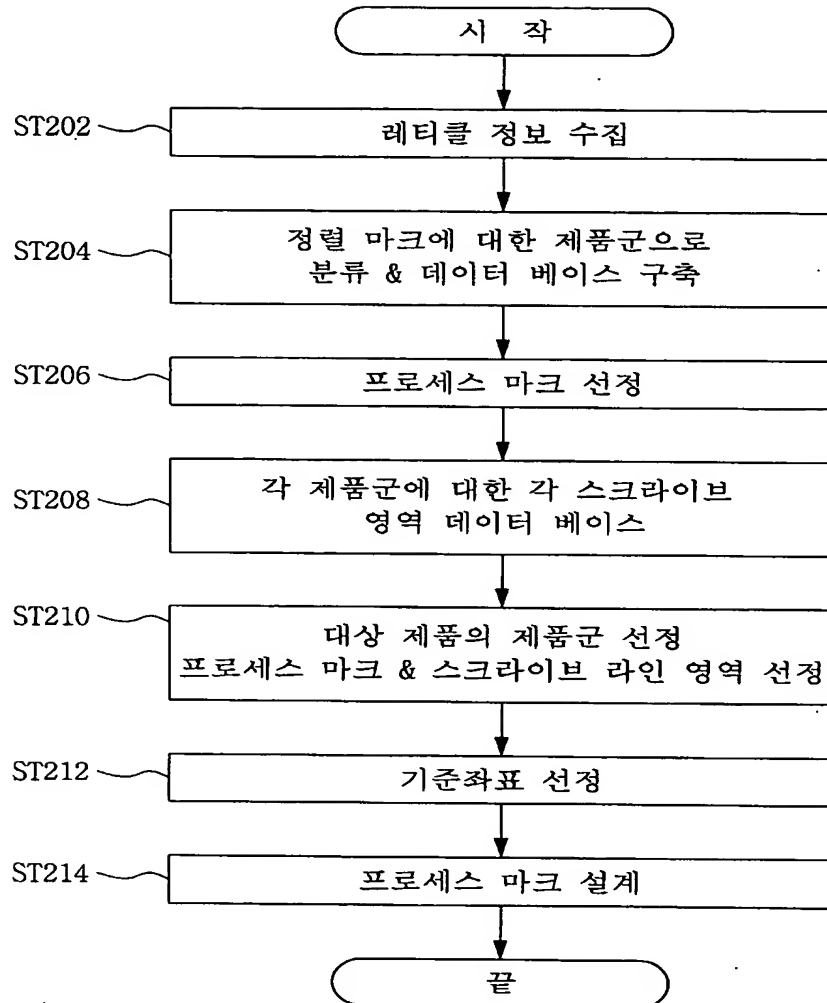 시 작
ST202
레티클 정보 수집
ST204
정렬 마크에 대한 제품군으로
분류 & 데이터 베이스 구축
ST206
프로세스 마크 선정
ST208
각 제품군에 대한 각 스크라이브
영역 데이터 베이스
ST210
대상 제품의 제품군 선정
프로세스 마크 & 스크라이브 라인 영역 선정
ST212
기준좌표 선정
ST214
프로세스 마크 설계
끝